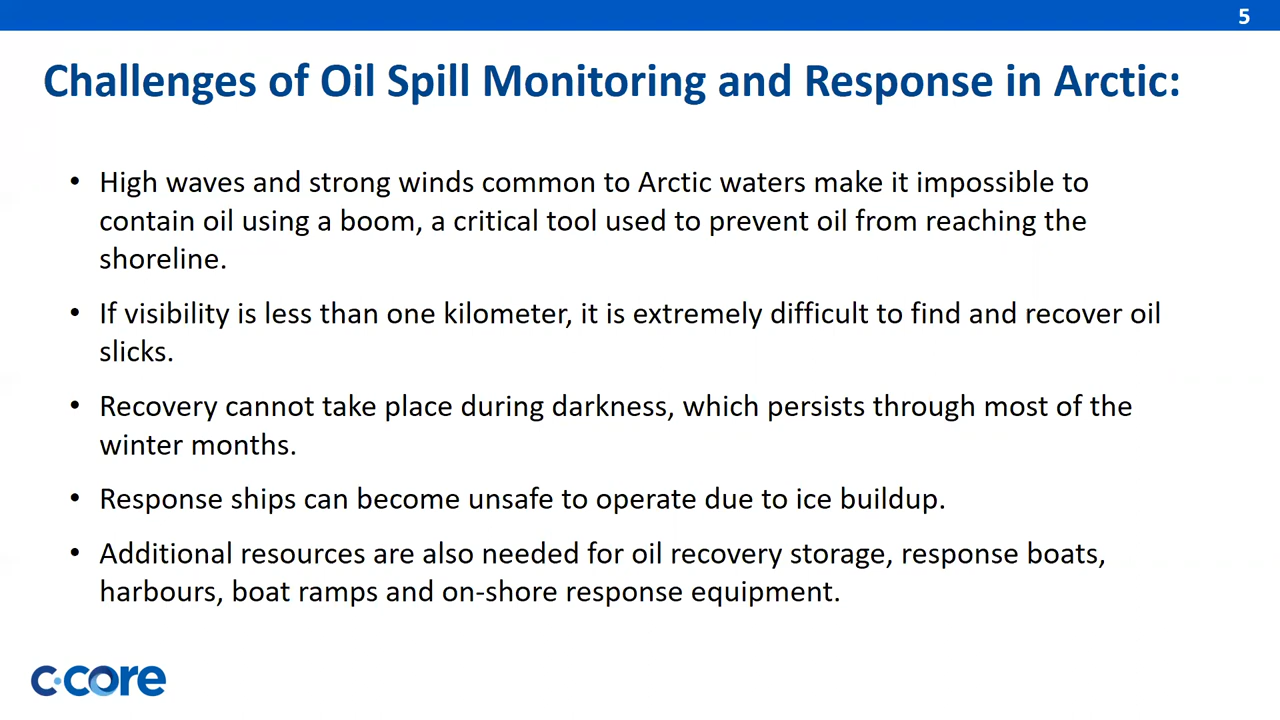 5
Challenges of Oil Spill Monitoring and Response in Arctic:
• High waves and strong winds common to Arctic waters make it impossible to
contain oil using a boom, a critical tool used to prevent oil from reaching the
shoreline.
• If visibility is less than one kilometer, it is extremely difficult to find and recover oil
slicks.
• Recovery cannot take place during darkness, which persists through most of the
winter months.
• Response ships can become unsafe to operate due to ice buildup.
• Additional resources are also needed for oil recovery storage, response boats,
harbours, boat ramps and on-shore response equipment.
c·core